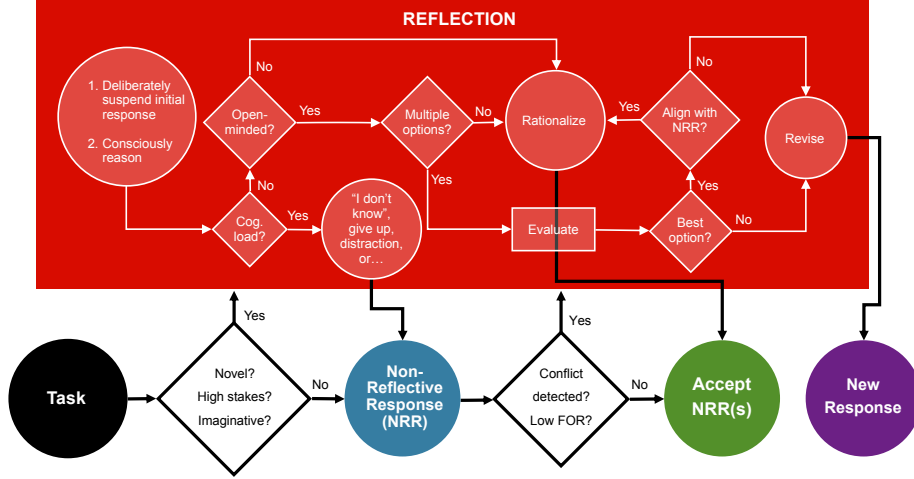 REFLECTION
1. Deliberately
suspend initial
response
2. Consciously
reason
Open-
minded?
No
Yes
Multiple
options?
No
Yes
Rationalize
Yes
Align with
NRR?
No
Revise
No
Cog.
load?
Yes
“I don’t
know”,
give up,
distraction,
or…
Evaluate
Yes
Best
option?
No
Yes
Yes
Task
Novel?
High stakes?
Imaginative?
No
Non-
Reflective
Response
(NRR)
Conflict
detected?
Low FOR?
No
Accept
NRR(s)
New
Response